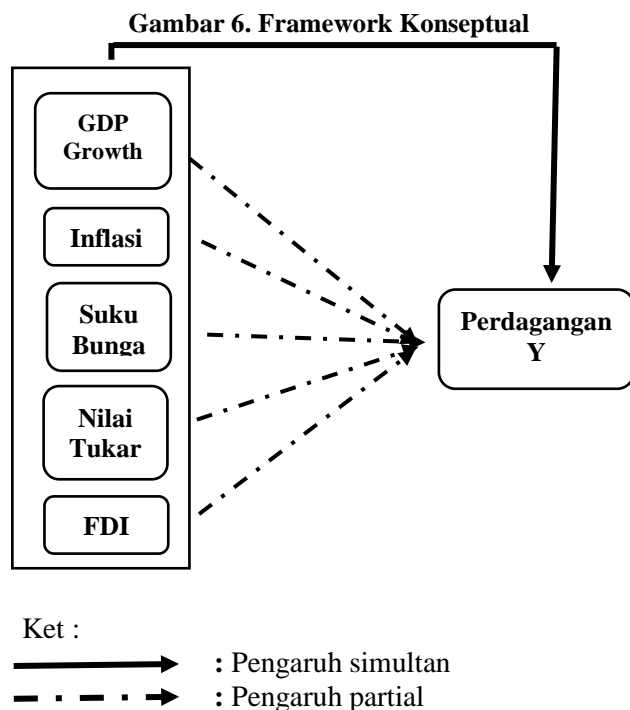 Gambar 6. Framework Konseptual
GDP
Growth
Inflasi
Suku
Bunga
Nilai
Tukar
FDI
Perdagangan
Y
Ket :
: Pengaruh simultan
: Pengaruh partial